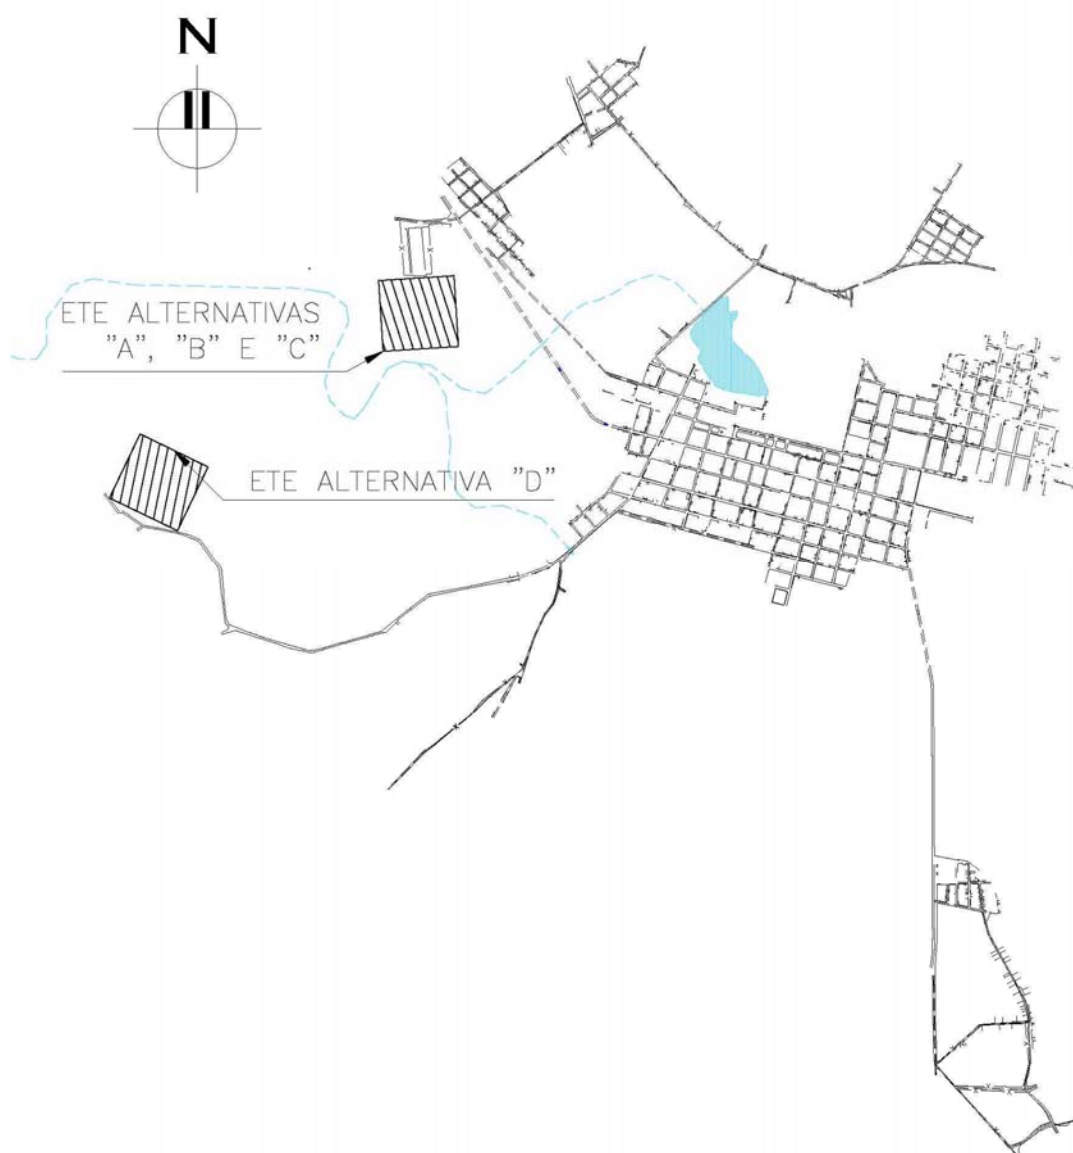 N
ETE ALTERNATIVAS
"A", "B" E "C"
ETE ALTERNATIVA "D"